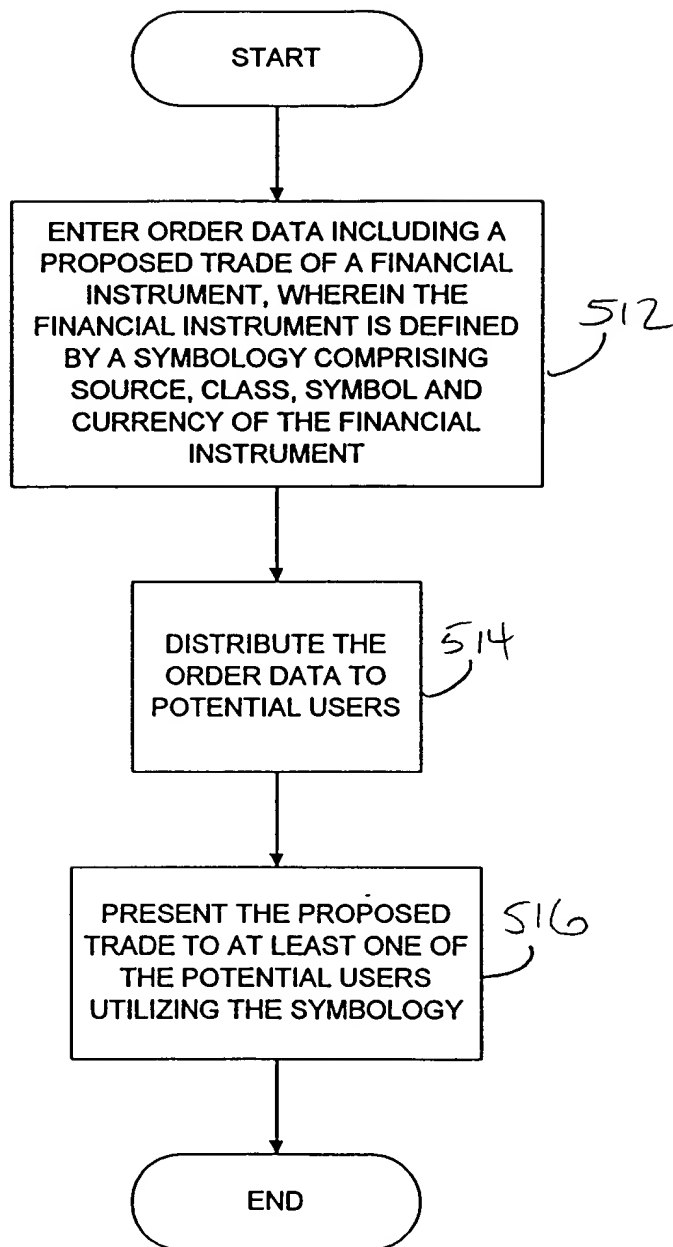 START
ENTER ORDER DATA INCLUDING A
PROPOSED TRADE OF A FINANCIAL
INSTRUMENT, WHEREIN THE
FINANCIAL INSTRUMENT IS DEFINED
BY A SYMBOLOGY COMPRISING
SOURCE, CLASS, SYMBOL AND
CURRENCY OF THE FINANCIAL
INSTRUMENT
512
DISTRIBUTE THE
ORDER DATA TO
POTENTIAL USERS
514
PRESENT THE PROPOSED
TRADE TO AT LEAST ONE OF
THE POTENTIAL USERS
UTILIZING THE SYMBOLOGY
516
END